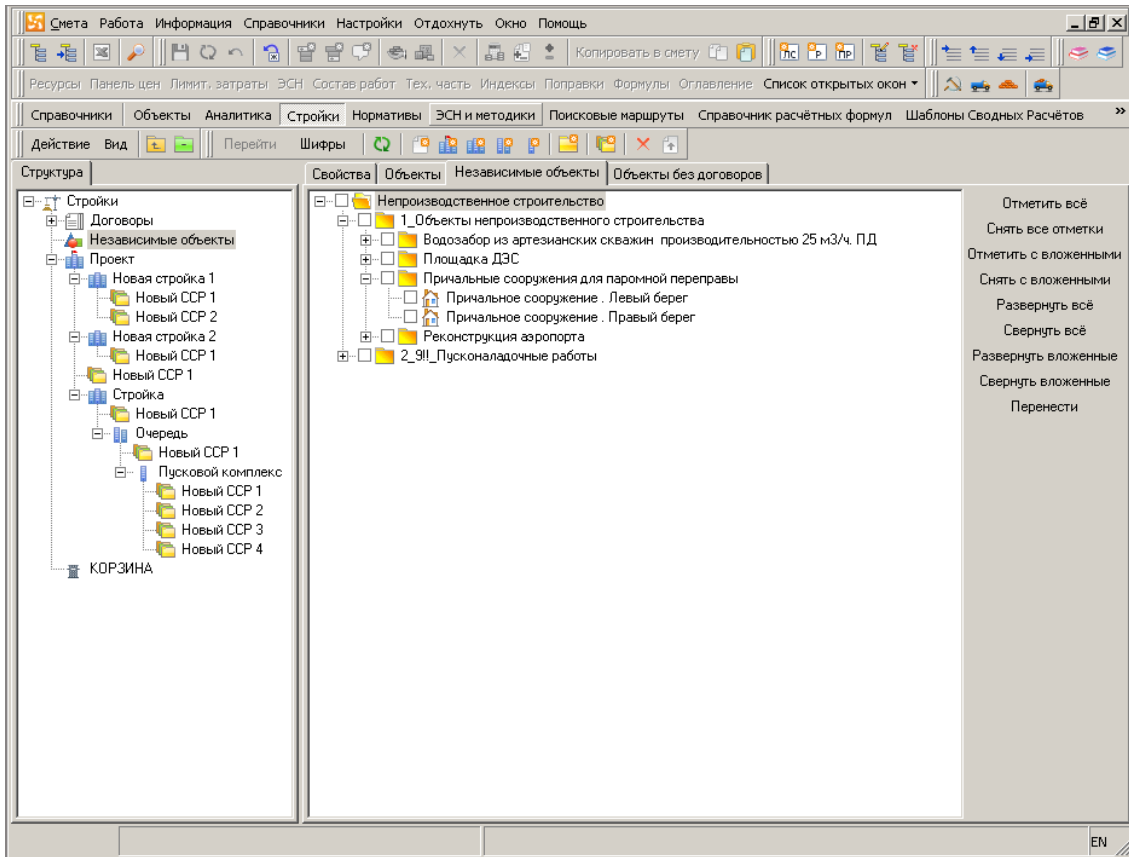 Смета Работа Информация Справочники Настройки Отдохнуть Окно Помощь
Копировать в смету ЛС Р ЛР
Ресурсы Панель цен Лимит. затраты ЭСН Состав работ Тех. часть Индексы Поправки Формулы Оглавление Список открытых окон
Справочники Объекты Аналитика Стройки Нормативы ЭСН и методики Поисковые маршруты Справочник расчётных формул Шаблоны Сводных Расчётов »
Действие Вид Перейти Шифры
Структура
Свойства Объекты Независимые объекты Объекты без договоров
Стройки
Договоры
Независимые объекты
Проект
Новая стройка 1
Новый ССР 1
Новый ССР 2
Новая стройка 2
Новый ССР 1
Новый ССР 1
Стройка
Новый ССР 1
Очередь
Новый ССР 1
Пусковой комплекс
Новый ССР 1
Новый ССР 2
Новый ССР 3
Новый ССР 4
КОРЗИНА
Непроизводственное строительство
1_Объекты непроизводственного строительства
Водозабор из артезианских скважин производительностью 25 м3/ч. ПД
Площадка ДЭС
Причальные сооружения для паромной переправы
Причальное сооружение . Левый берег
Причальное сооружение . Правый берег
Реконструкция аэропорта
2_9!!_Пусконаладочные работы
Отметить всё
Снять все отметки
Отметить с вложенными
Снять с вложенными
Развернуть всё
Свернуть всё
Развернуть вложенные
Свернуть вложенные
Перенести
EN